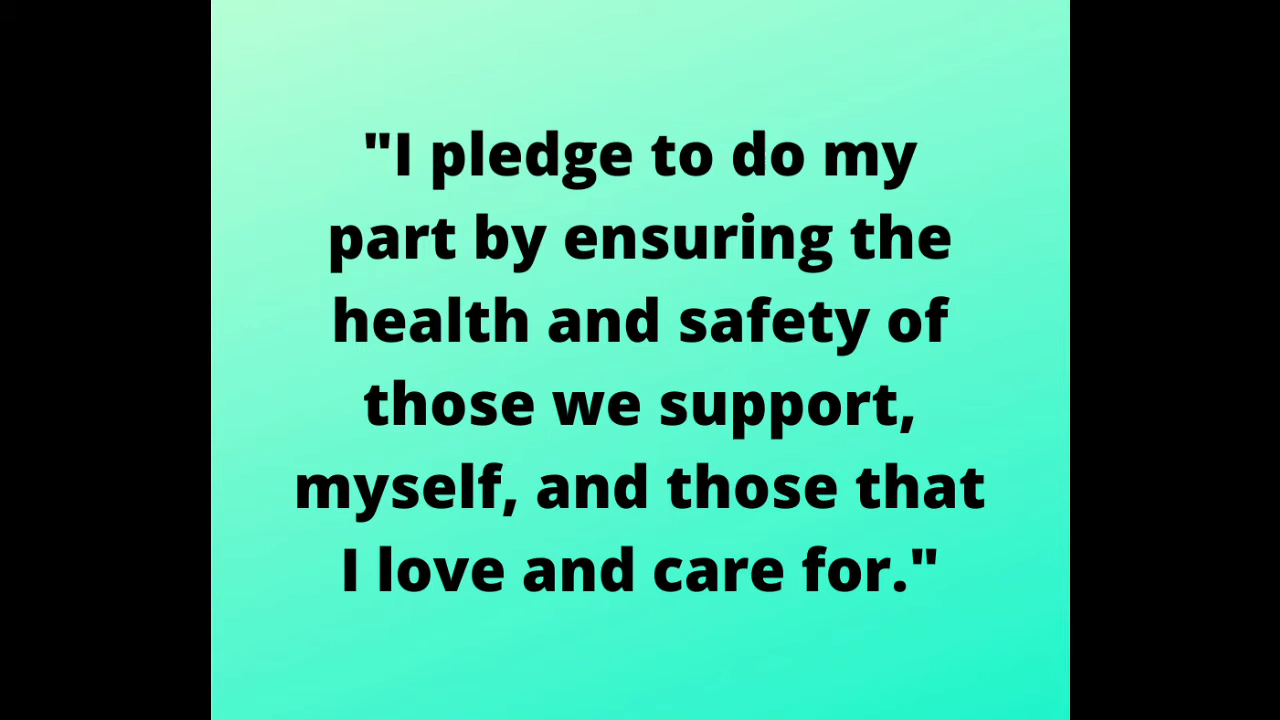 "I pledge to do my
part by ensuring the
health and safety of
those we support,
myself, and those that
I love and care for."